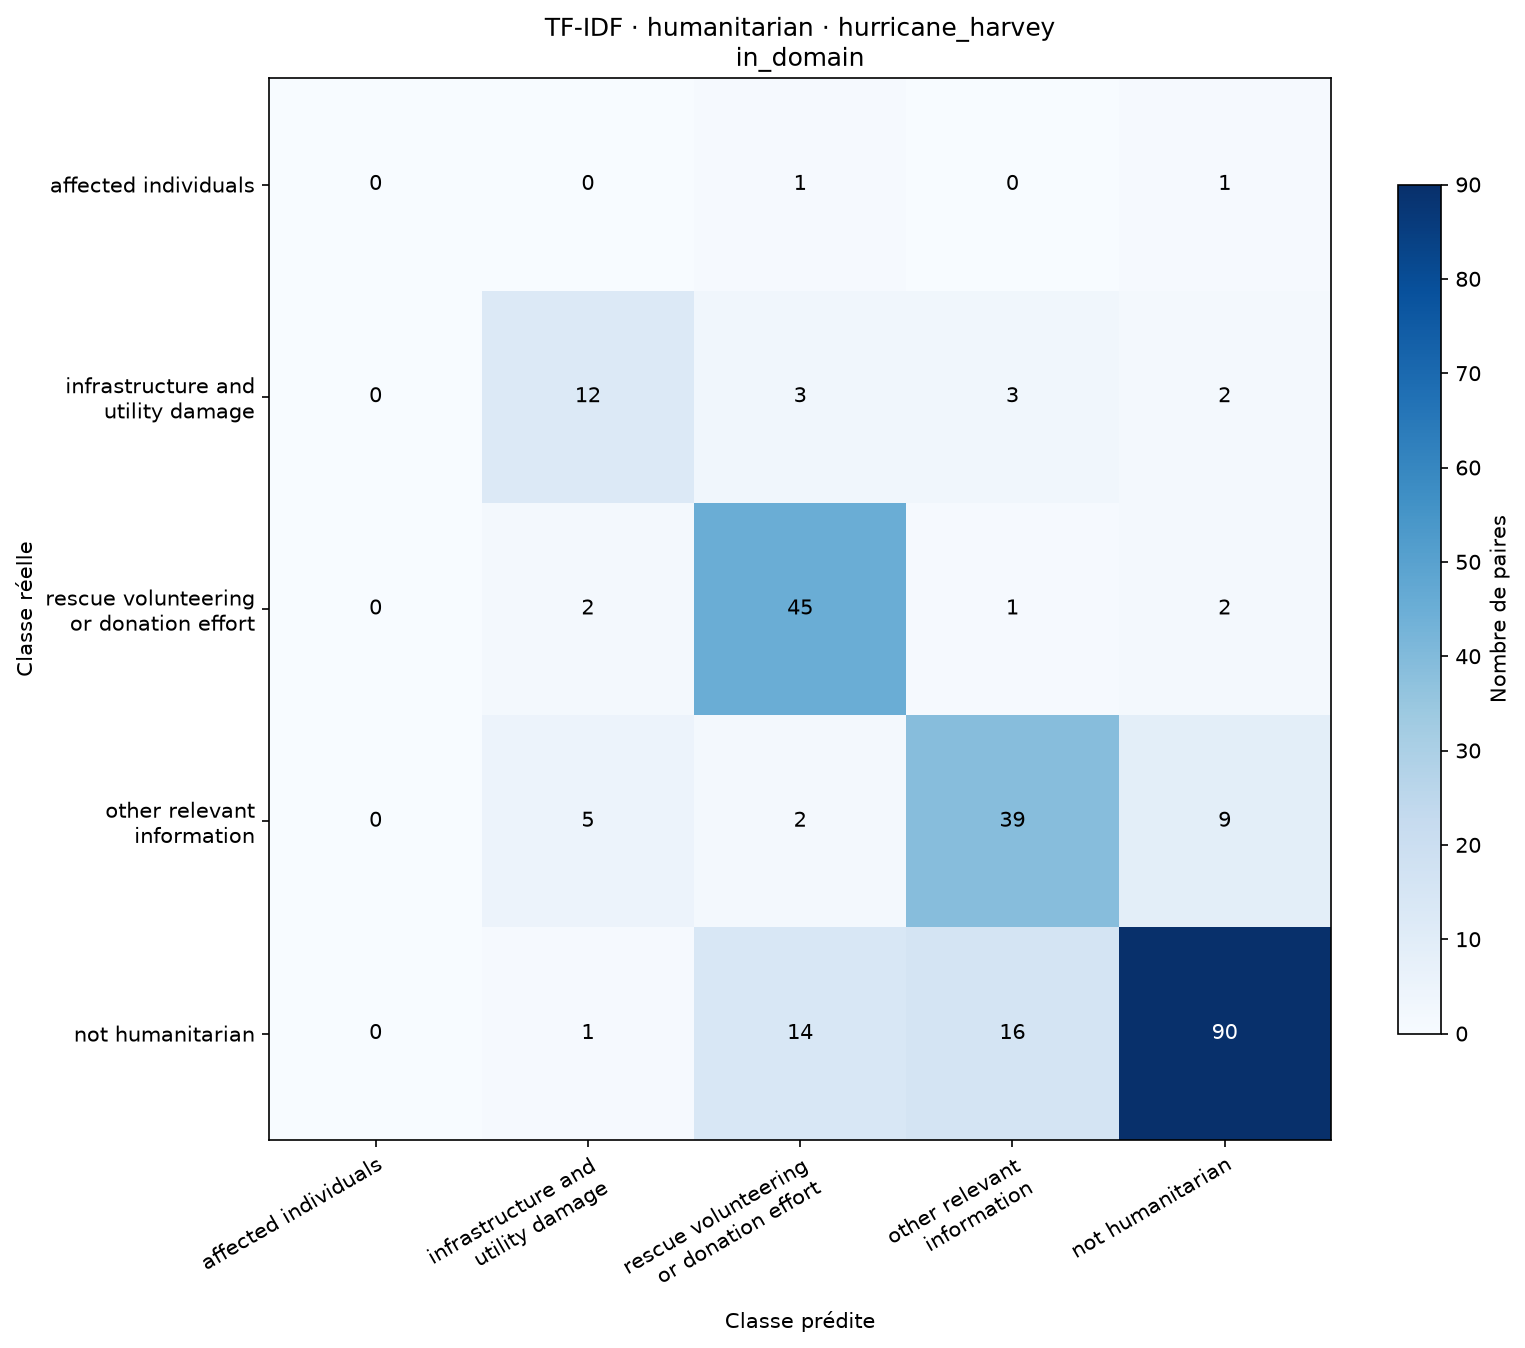 TF-IDF · humanitarian · hurricane_harvey
in_domain
affected individuals
0 0 1 0 1
infrastructure and
utility damage
0 12 3 3 2
rescue volunteering
or donation effort
0 2 45 1 2
other relevant
information
0 5 2 39 9
not humanitarian
0 1 14 16 90
Classe réelle
affected individuals
infrastructure and
utility damage
rescue volunteering
or donation effort
other relevant
information
not humanitarian
Classe prédite
90
80
70
60
50
40
30
20
10
0
Nombre de paires